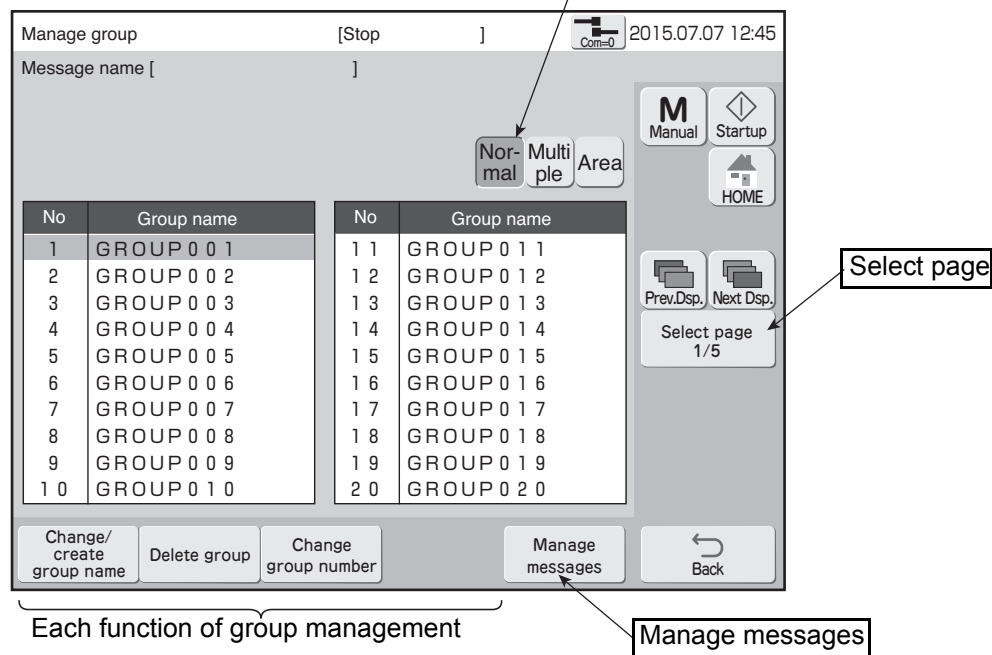 Manage group [Stop ] Com=0 2015.07.07 12:45
Message name [ ]
M
Manual
Startup
Nor-
mal
Multi
ple
Area
HOME
No Group name No Group name
1 GROUP001 11 GROUP011
2 GROUP002 12 GROUP012
3 GROUP003 13 GROUP013
4 GROUP004 14 GROUP014
5 GROUP005 15 GROUP015
6 GROUP006 16 GROUP016
7 GROUP007 17 GROUP017
8 GROUP008 18 GROUP018
9 GROUP009 19 GROUP019
10 GROUP010 20 GROUP020
Prev.Dsp. Next Dsp.
Select page
1/5
Select page
Change/
create
group name
Delete group
Change
group number
Manage
messages
Back
Each function of group management
Manage messages